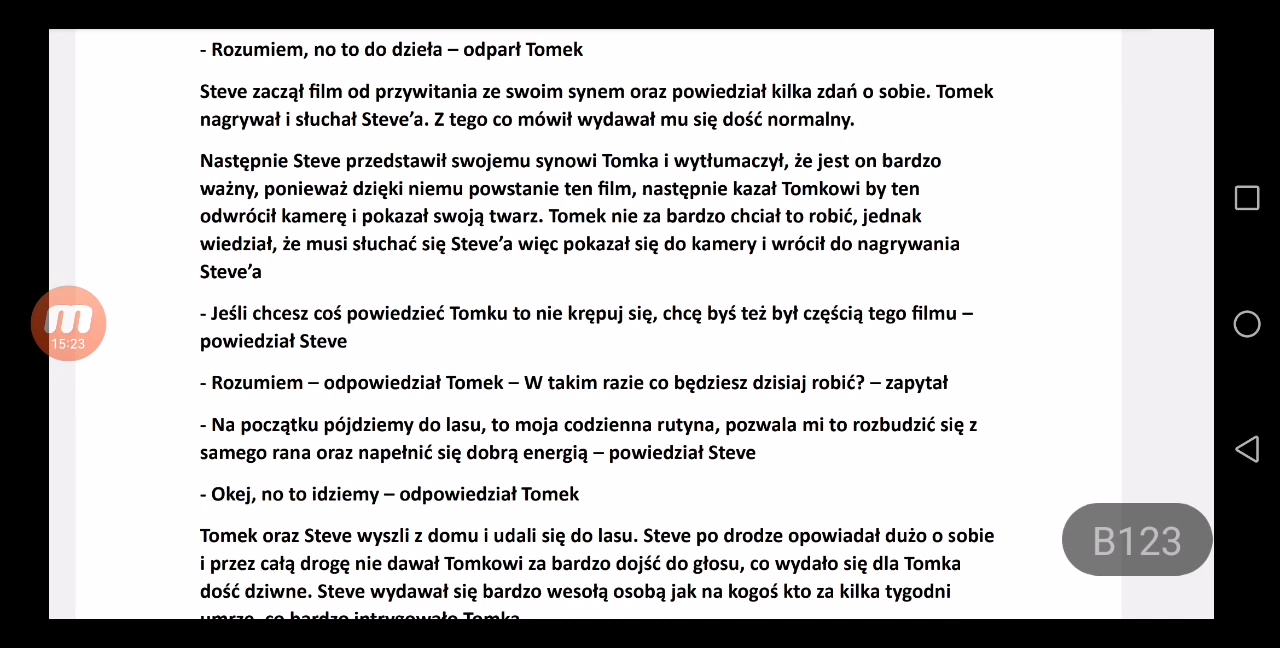 - Rozumiem, no to do dzieła – odparł Tomek
Steve zaczął film od przywitania ze swoim synem oraz powiedział kilka zdań o sobie. Tomek
nagrywał i słuchał Steve’a. Z tego co mówił wydawał mu się dość normalny.
Następnie Steve przedstawił swojemu synowi Tomka i wytłumaczył, że jest on bardzo
ważny, ponieważ dzięki niemu powstanie ten film, następnie kazał Tomkowi by ten
odwrócił kamerę i pokazał swoją twarz. Tomek nie za bardzo chciał to robić, jednak
wiedział, że musi słuchać się Steve’a więc pokazał się do kamery i wrócił do nagrywania
Steve’a
- Jeśli chcesz coś powiedzieć Tomku to nie krępuj się, chcę byś też był częścią tego filmu –
powiedział Steve
- Rozumiem – odpowiedział Tomek – W takim razie co będziesz dzisiaj robić? – zapytał
- Na początku pójdziemy do lasu, to moja codzienna rutyna, pozwala mi to rozbudzić się z
samego rana oraz napełnić się dobrą energią – powiedział Steve
- Okej, no to idziemy – odpowiedział Tomek
Tomek oraz Steve wyszli z domu i udali się do lasu. Steve po drodze opowiadał dużo o sobie
i przez całą drogę nie dawał Tomkowi za bardzo dojść do głosu, co wydało się dla Tomka
dość dziwne. Steve wydawał się bardzo wesołą osobą jak na kogoś kto za kilka tygodni
umrze, co bardzo intrygowało Tomka
15:23
B123